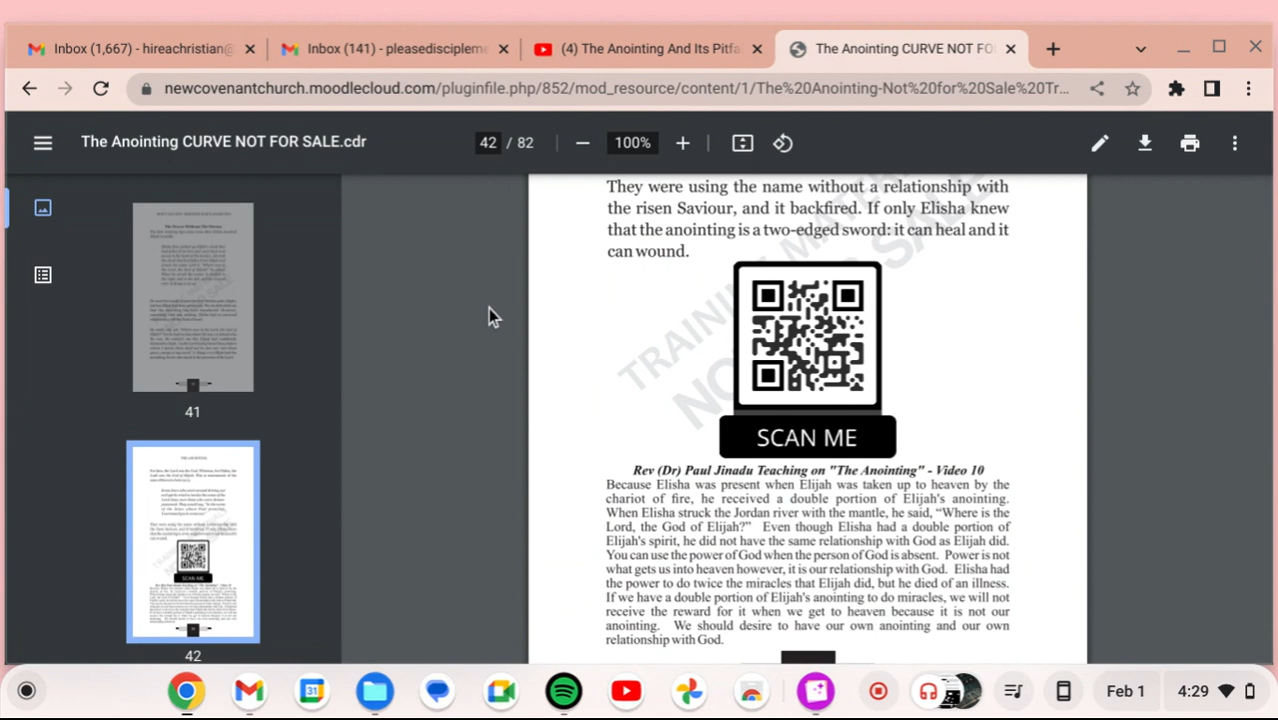 Inbox (1,667) - hireachristian@
Inbox (141) - pleasediscipleme
(4) The Anointing And Its Pitfa
The Anointing CURVE NOT FO
newcovenantchurch.moodlecloud.com/pluginfile.php/852/mod_resource/content/1/The%20Anointing-Not%20for%20Sale%20Tr...
The Anointing CURVE NOT FOR SALE.cdr
42 / 82
100%
41
42
They were using the name without a relationship with
the risen Saviour, and it backfired. If only Elisha knew
that the anointing is a two-edged sword: it can heal and it
can wound.
SCAN ME
Rev (Dr) Paul Jinadu Teaching on "The Anointing" - Video 10
Because Elisha was present when Elijah was taken up to heaven by the
chariot of fire, he received a double portion of Elijah's anointing.
When Elisha struck the Jordan river with the mantle, he said, “Where is the
Lord, the God of Elijah?” Even though Elisha had a double portion of
Elijah's spirit, he did not have the same relationship with God as Elijah did.
You can use the power of God when the person of God is absent. Power is not
what gets us into heaven however, it is our relationship with God. Elisha had
the power to do twice the miracles that Elijah did, but he died of an illness.
If we have a double portion of Elijah's anointing to do miracles, we will not
receive the reward for it when we get to heaven because it is not our
anointing. We should desire to have our own anointing and our own
relationship with God.
31
Feb 1
4:29